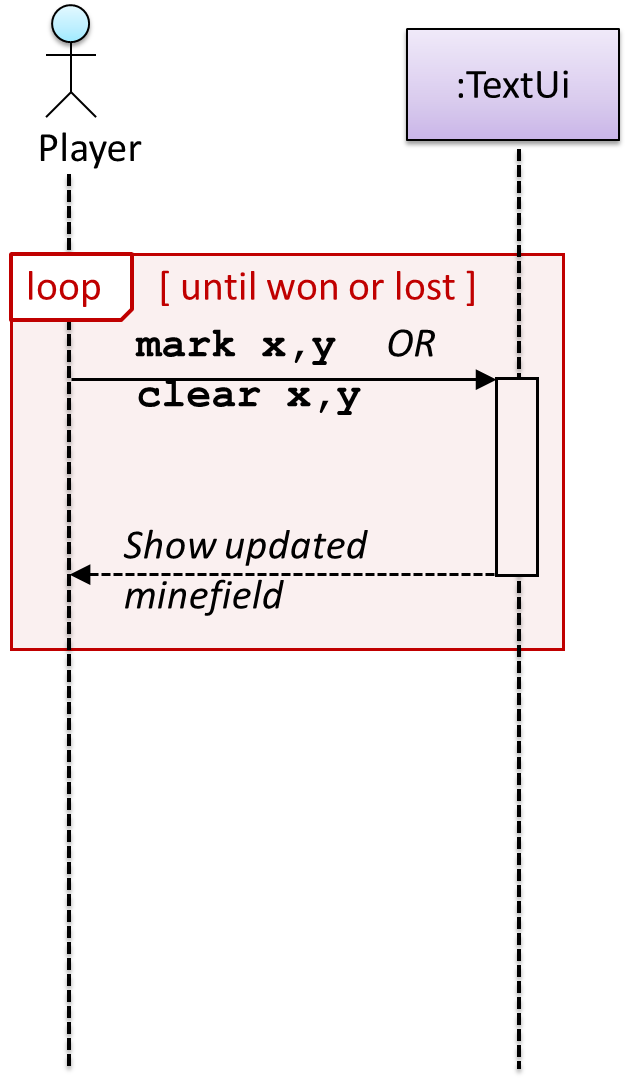 :TextUi
Player
loop [ until won or lost ]
mark x,y OR
clear x,y
Show updated
minefield